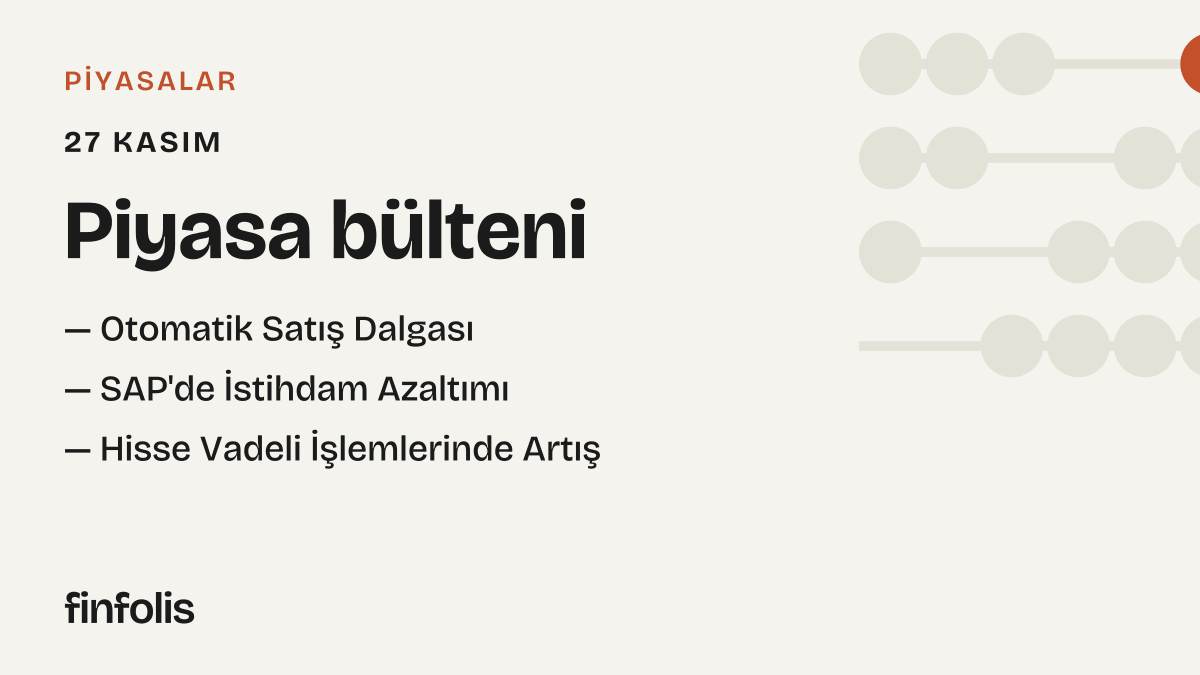 PİYASALAR
27 KASIM
Piyasa bülteni
— Otomatik Satış Dalgası
— SAP'de İstihdam Azaltımı
— Hisse Vadeli İşlemlerinde Artış
finfolis